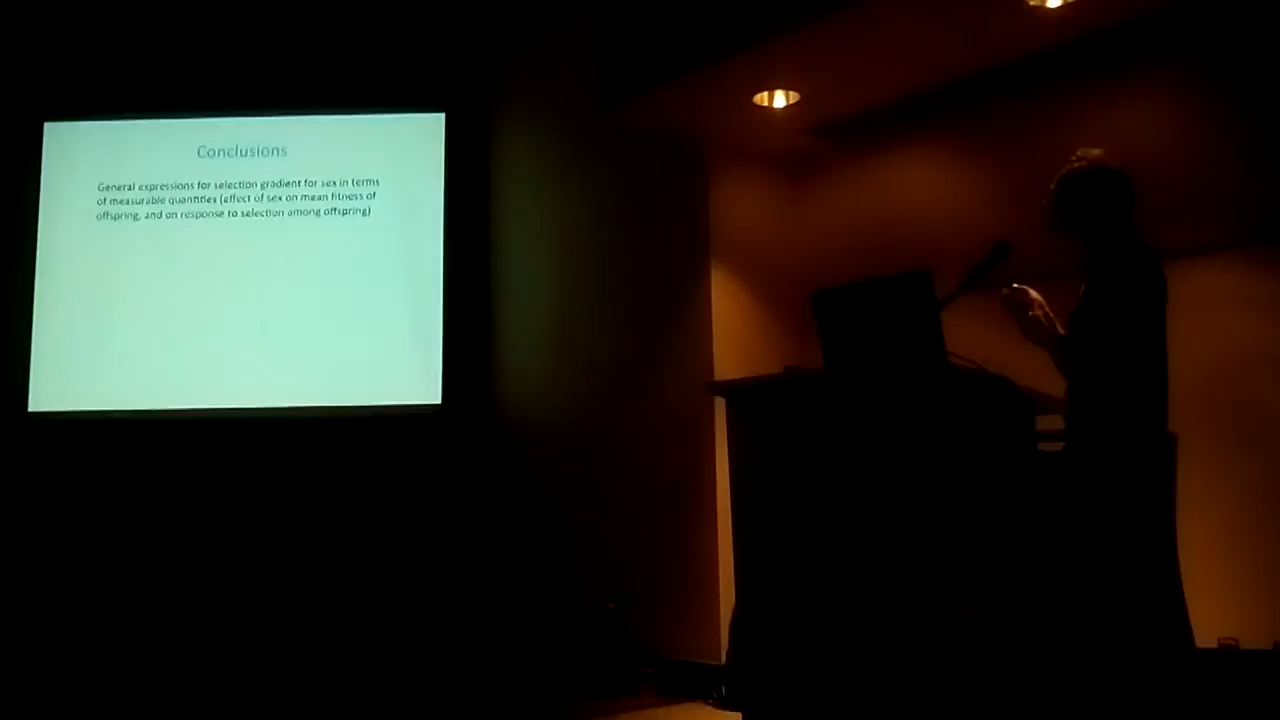 Conclusions
General expressions for selection gradient for sex in terms
of measurable quantities (effect of sex on mean fitness of
offspring, and on response to selection among offspring)